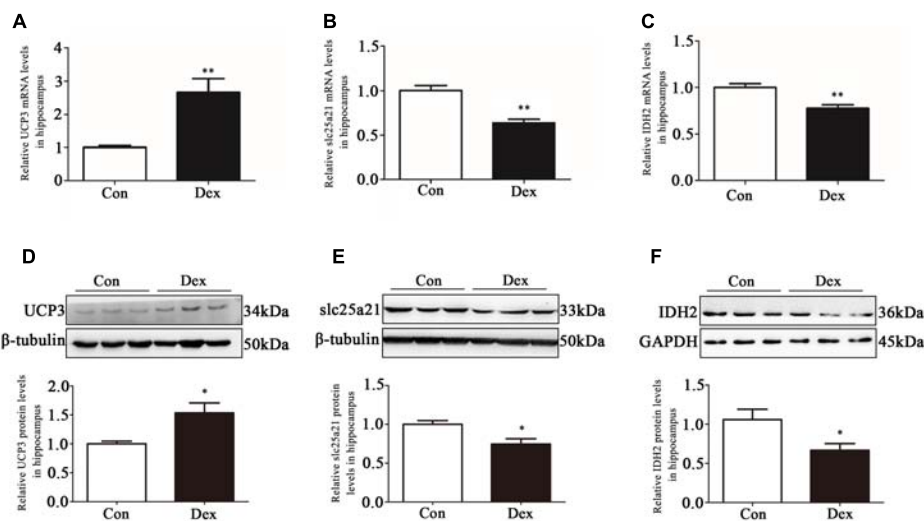 A
Relative UCP3 mRNA levels
in hippocampus
4
3
2
1
0
**
Con
Dex
B
Relative slc25a21 mRNA levels
in hippocampus
1.5
1.0
0.5
0.0
**
Con
Dex
C
Relative IDH2 mRNA levels
in hippocampus
1.5
1.0
0.5
0.0
**
Con
Dex
D
Con Dex
UCP3 34kDa
β-tubulin 50kDa
Relative UCP3 protein levels
in hippocampus
2.0
1.5
1.0
0.5
0.0
*
Con
Dex
E
Con Dex
slc25a21 33kDa
β-tubulin 50kDa
Relative slc25a21 protein
levels in hippocampus
1.5
1.0
0.5
0.0
*
Con
Dex
F
Con Dex
IDH2 36kDa
GAPDH 45kDa
Relative IDH2 protein levels
in hippocampus
1.5
1.0
0.5
0.0
*
Con
Dex